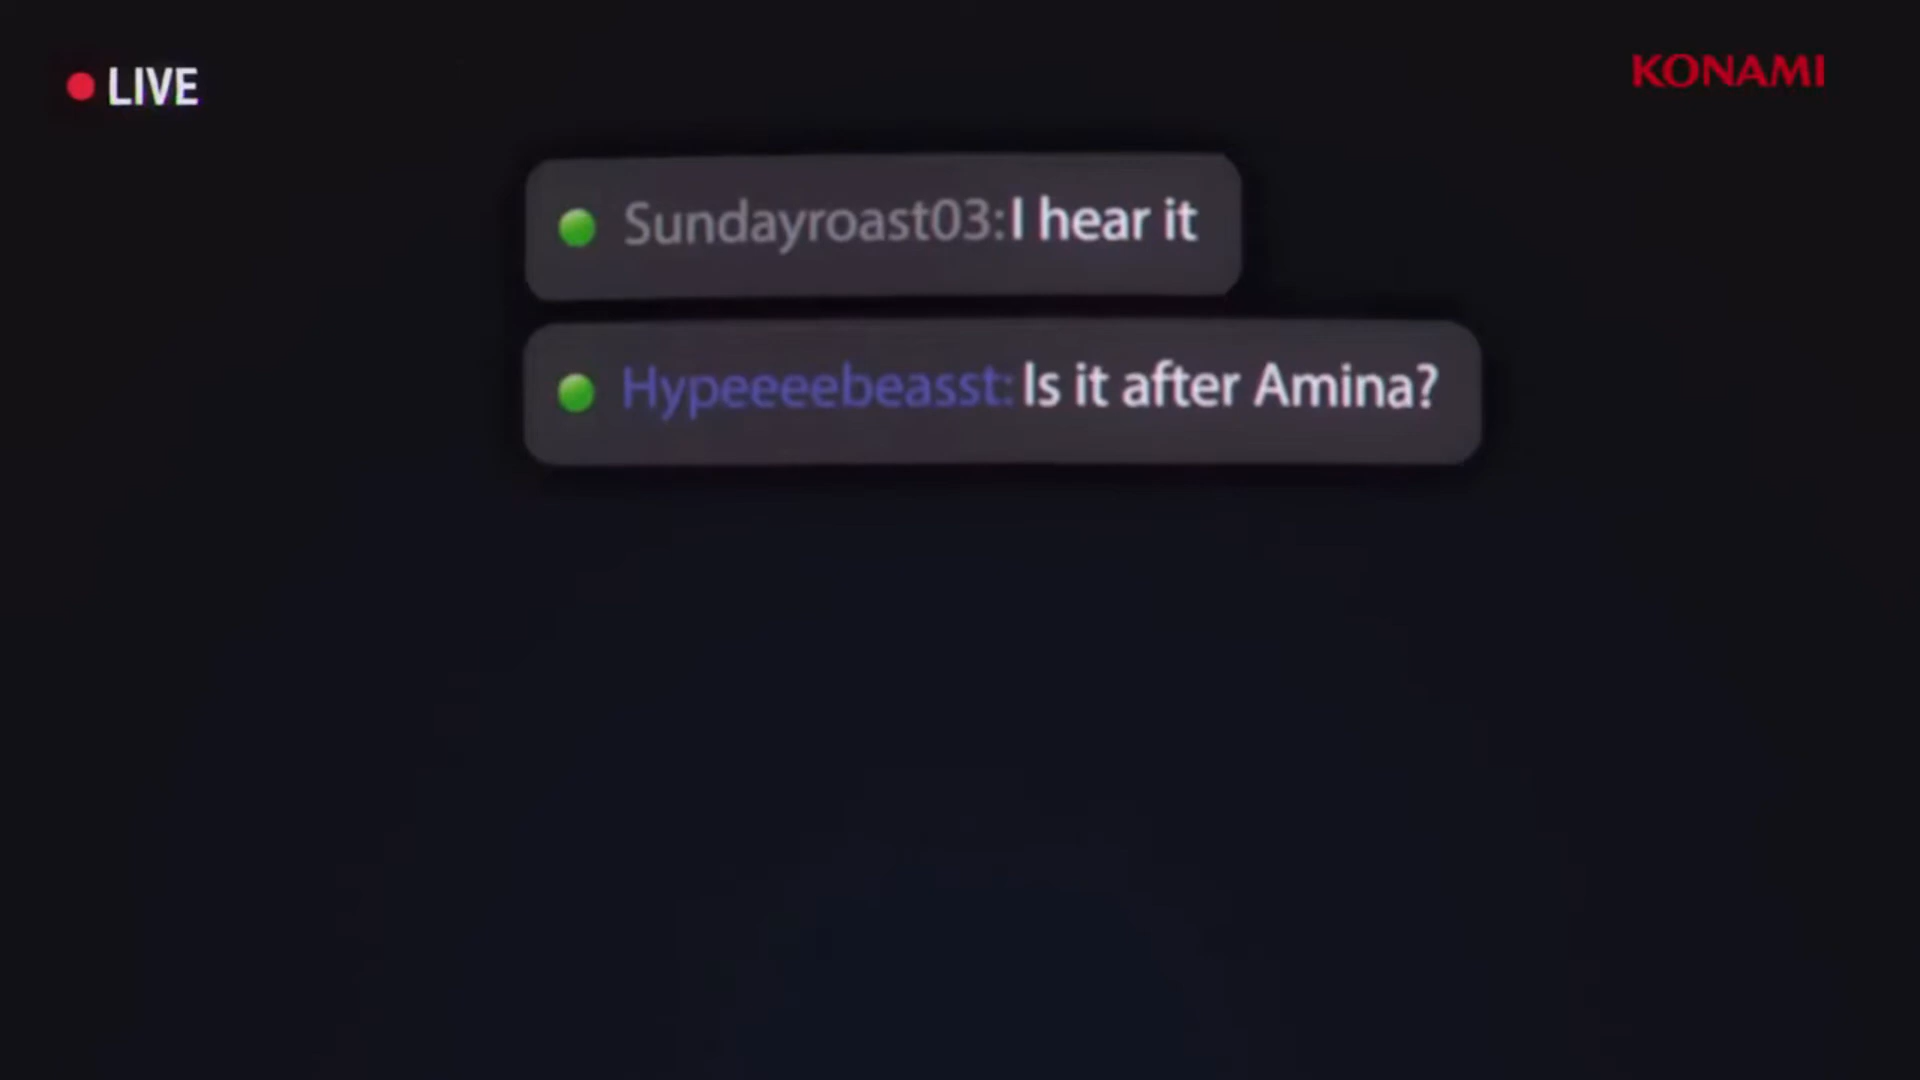 LIVE
KONAMI
Sundayroast03: I hear it
Hypeeeebeasst: Is it after Amina?